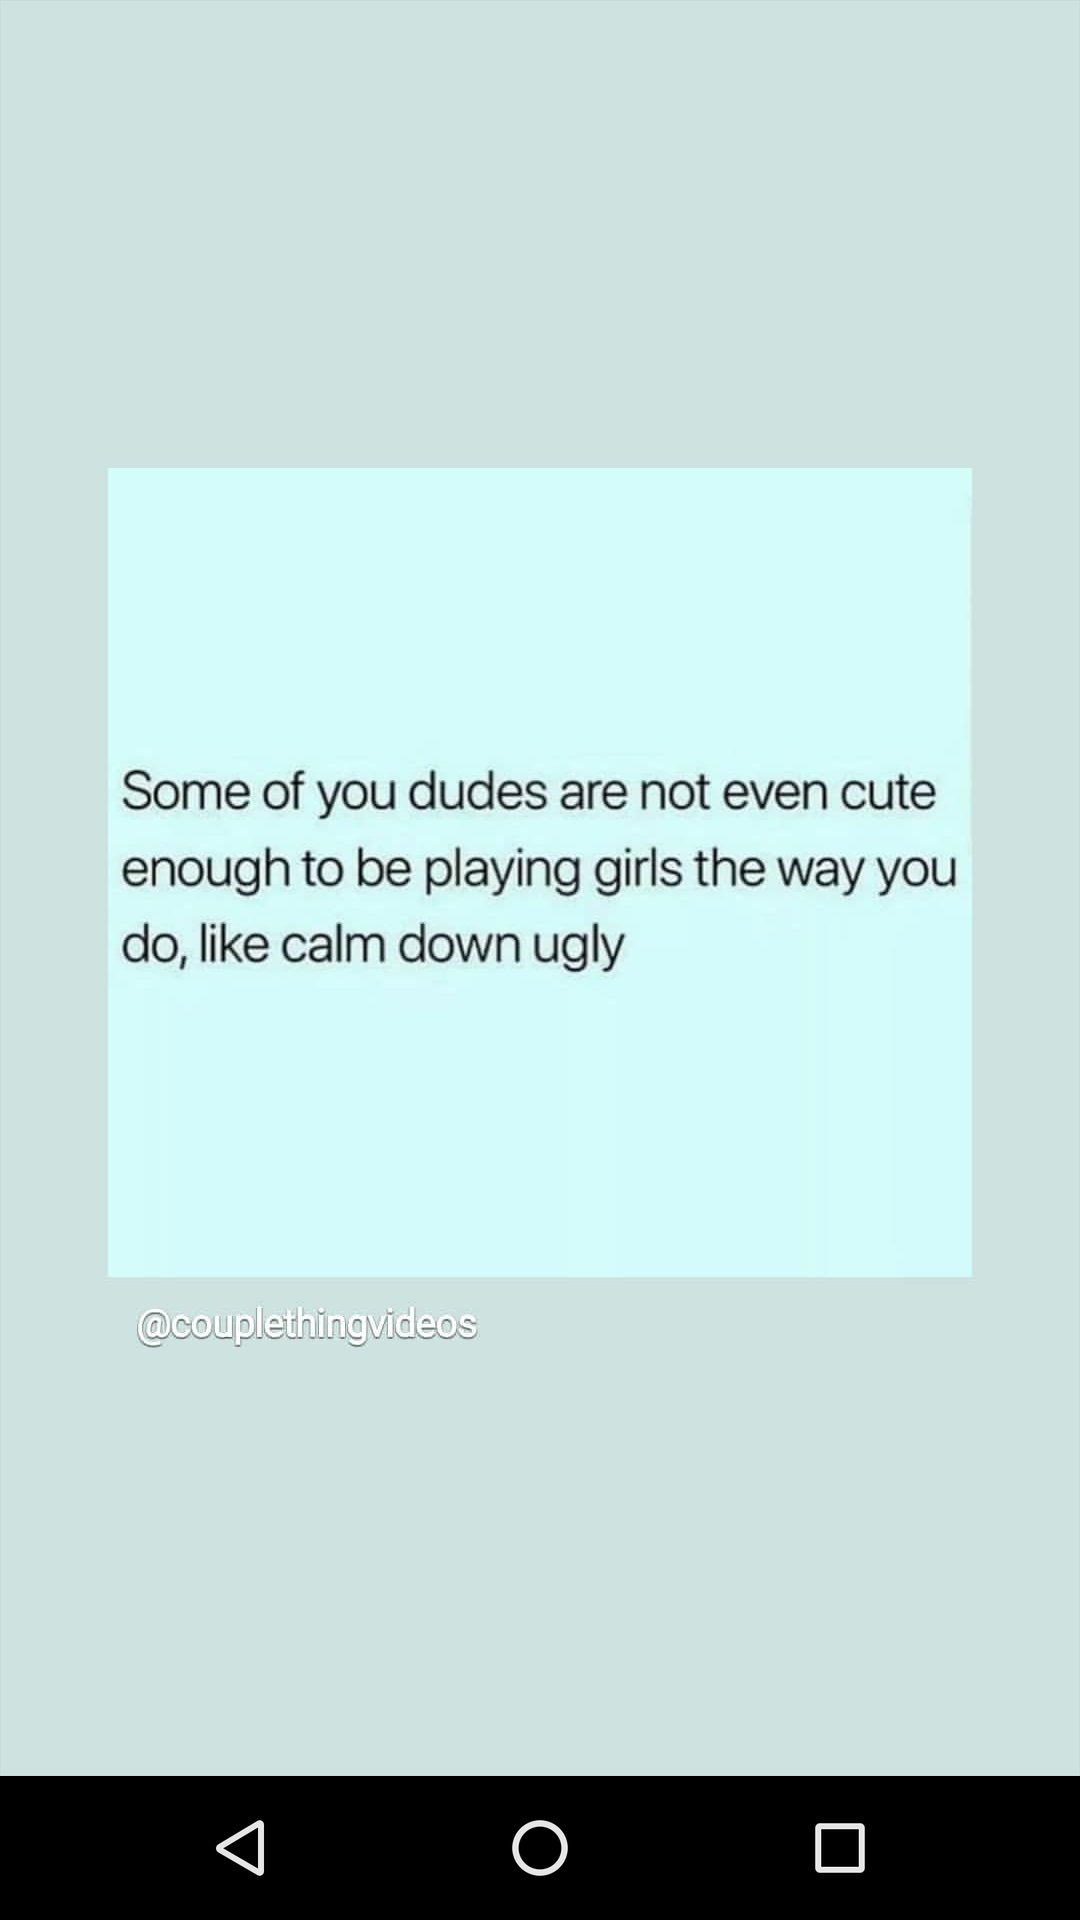 Some of you dudes are not even cute
enough to be playing girls the way you
do, like calm down ugly
@couplethingvideos